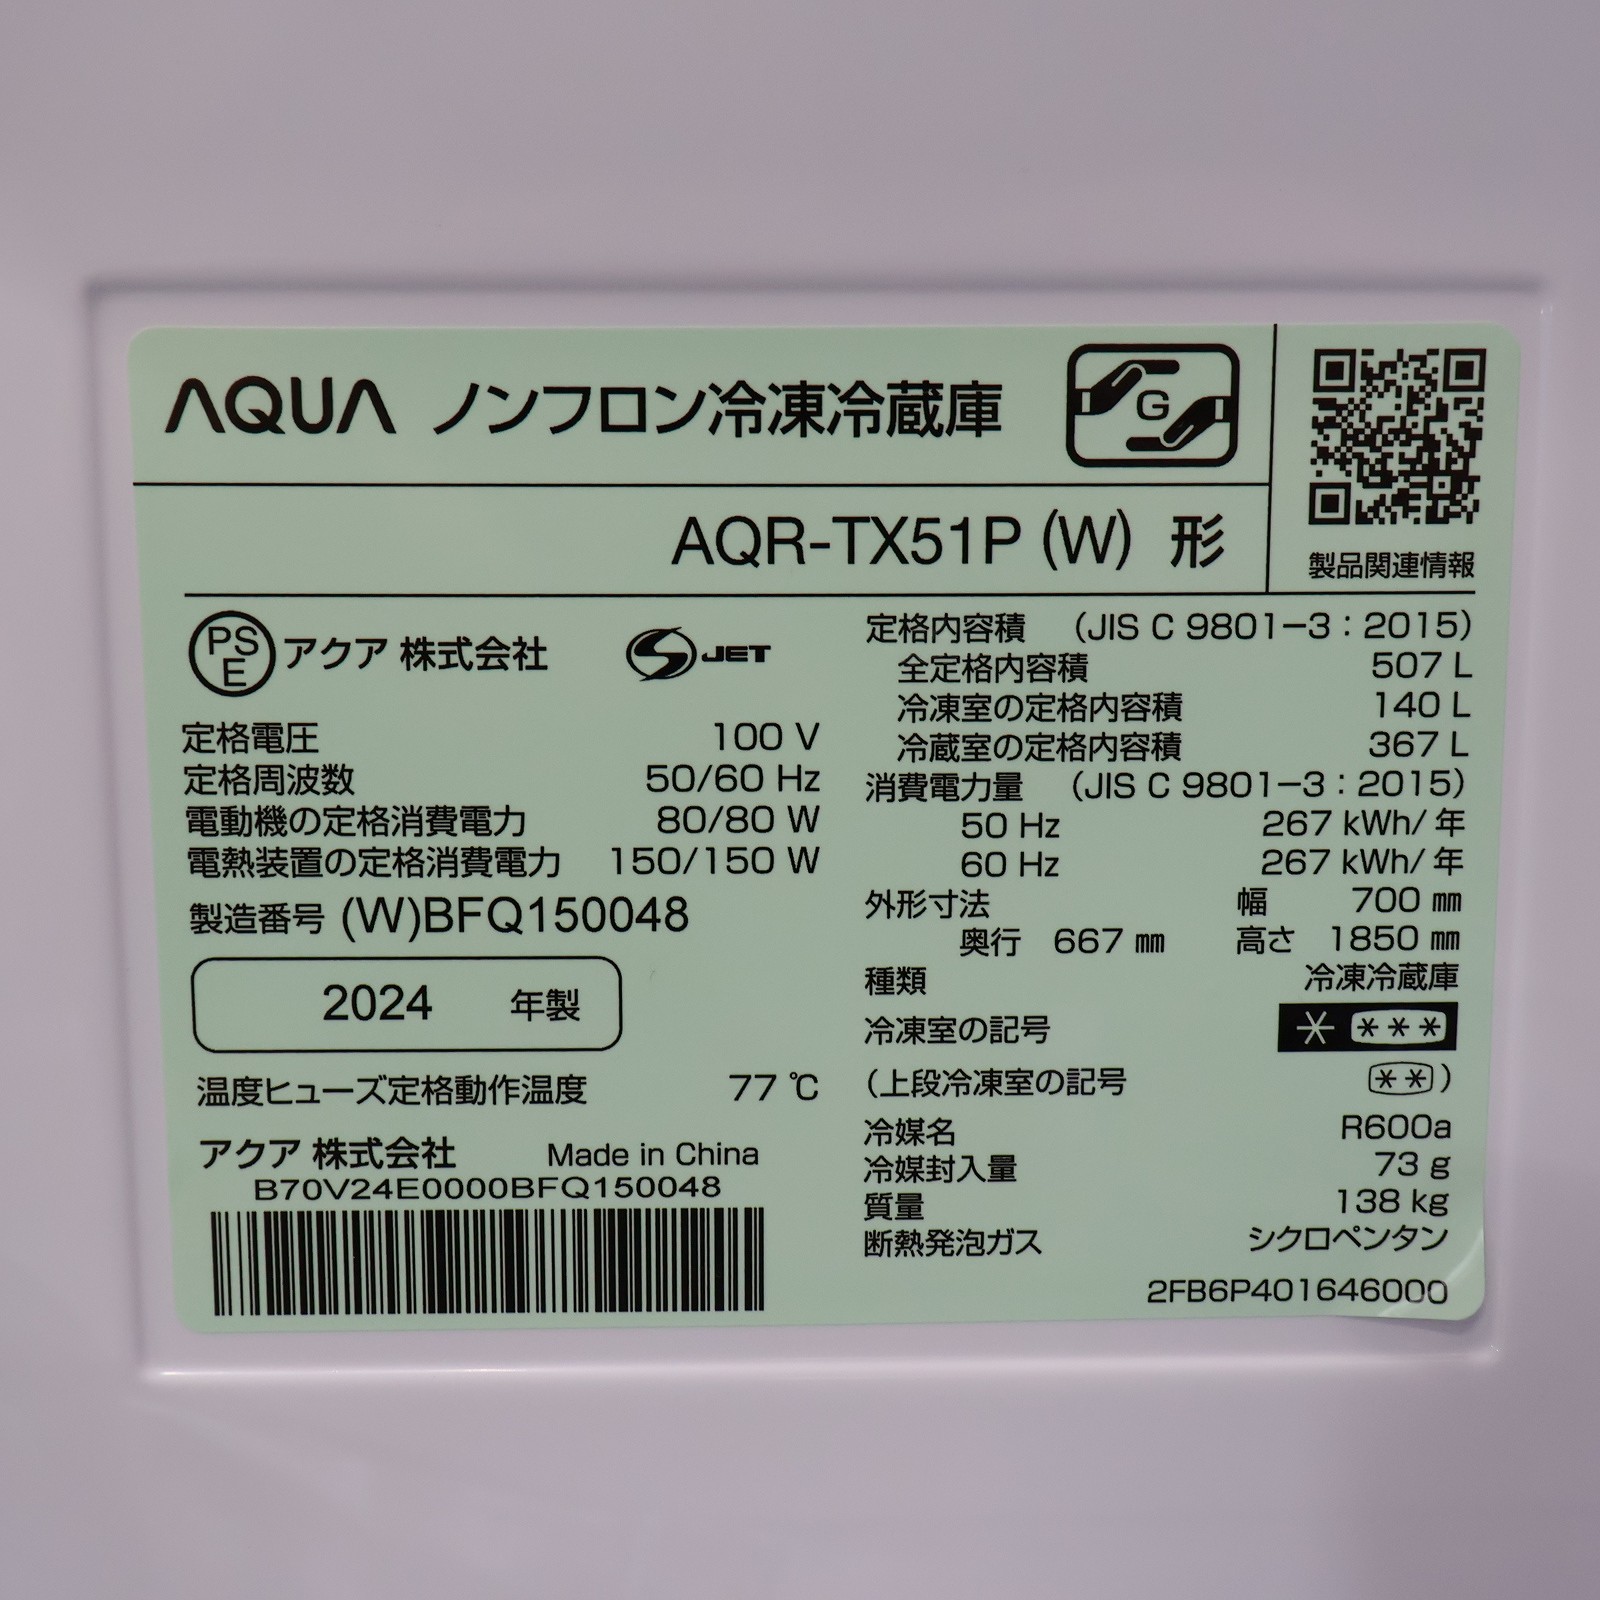 AQUA ノンフロン冷凍冷蔵庫
G
AQR-TX51P (W) 形
製品関連情報
PS
E
アクア 株式会社
S JET
定格電圧 100 V
定格周波数 50/60 Hz
電動機の定格消費電力 80/80 W
電熱装置の定格消費電力 150/150 W
製造番号 (W)BFQ150048
2024 年製
温度ヒューズ定格動作温度 77 ℃
アクア 株式会社 Made in China
B70V24E0000BFQ150048
定格内容積 (JIS C 9801-3 : 2015)
全定格内容積 507 L
冷凍室の定格内容積 140 L
冷蔵室の定格内容積 367 L
消費電力量 (JIS C 9801-3 : 2015)
50 Hz 267 kWh/ 年
60 Hz 267 kWh/ 年
外形寸法 幅 700 ㎜
奥行 667 ㎜ 高さ 1850 ㎜
種類 冷凍冷蔵庫
冷凍室の記号 * ***
(上段冷凍室の記号 **)
冷媒名 R600a
冷媒封入量 73 g
質量 138 kg
断熱発泡ガス シクロペンタン
2FB6P401646000